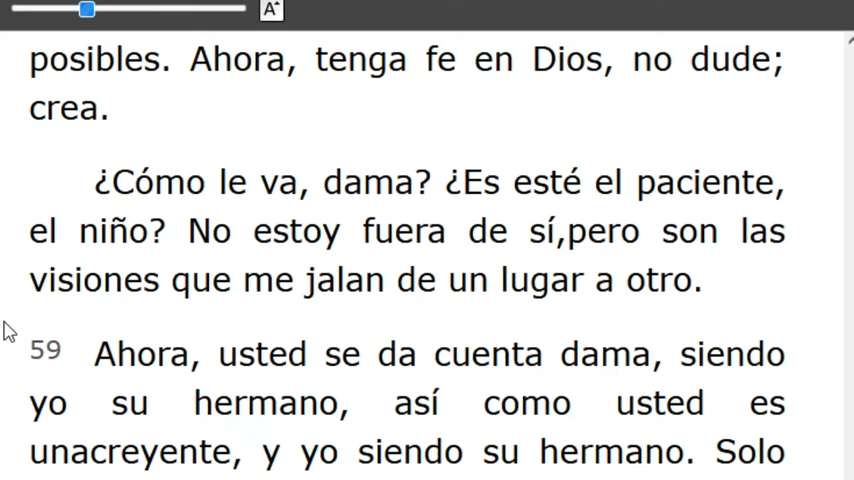 A
posibles. Ahora, tenga fe en Dios, no dude;
crea.
¿Cómo le va, dama? ¿Es esté el paciente,
el niño? No estoy fuera de sí,pero son las
visiones que me jalan de un lugar a otro.
59 Ahora, usted se da cuenta dama, siendo
yo su hermano, así como usted es
unacreyente, y yo siendo su hermano. Solo